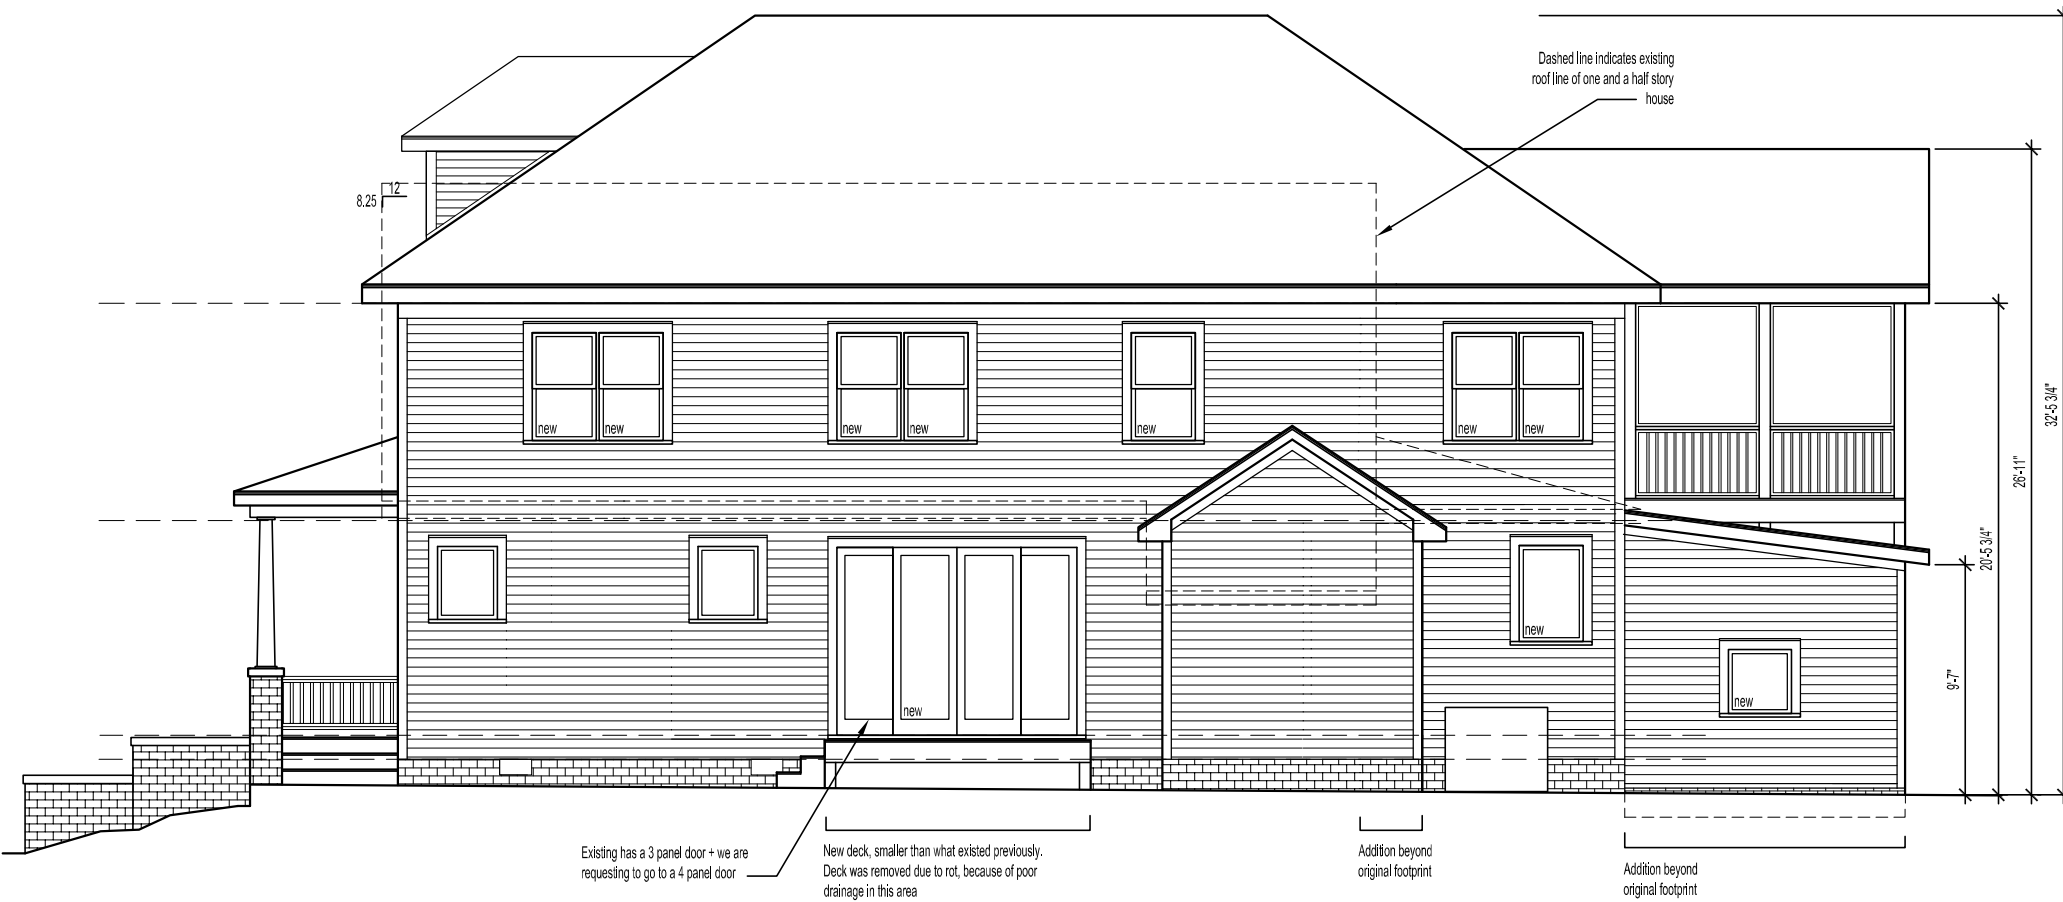 Dashed line indicates existing
roof line of one and a half story
house
12
8.25
32'-5 3/4"
26'-11"
20'-5 3/4"
9'-7"
new
new
new
new
new
new
new
new
new
new
Existing has a 3 panel door + we are
requesting to go to a 4 panel door
New deck, smaller than what existed previously.
Deck was removed due to rot, because of poor
drainage in this area
Addition beyond
original footprint
Addition beyond
original footprint